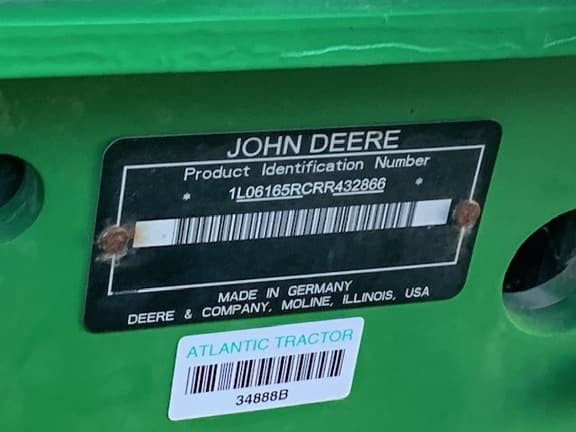 JOHN DEERE
Product Identification Number
* 1L06165RCRR432866 *
MADE IN GERMANY
DEERE & COMPANY, MOLINE, ILLINOIS, USA
ATLANTIC TRACTOR
34888B